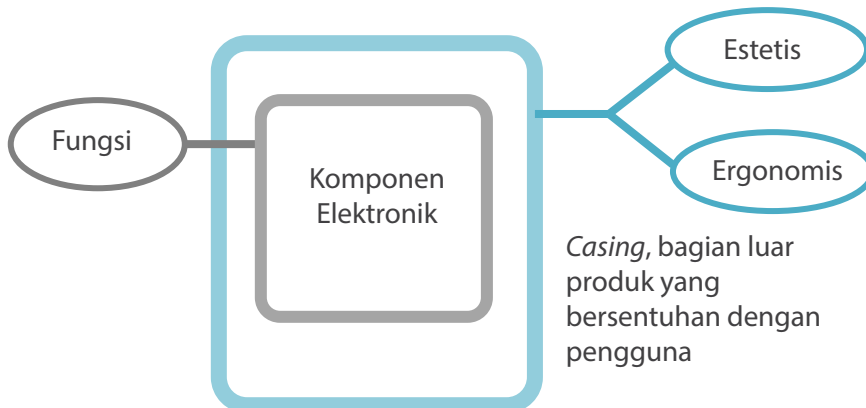 Estetis
Fungsi
Ergonomis
Komponen
Elektronik
Casing, bagian luar
produk yang
bersentuhan dengan
pengguna